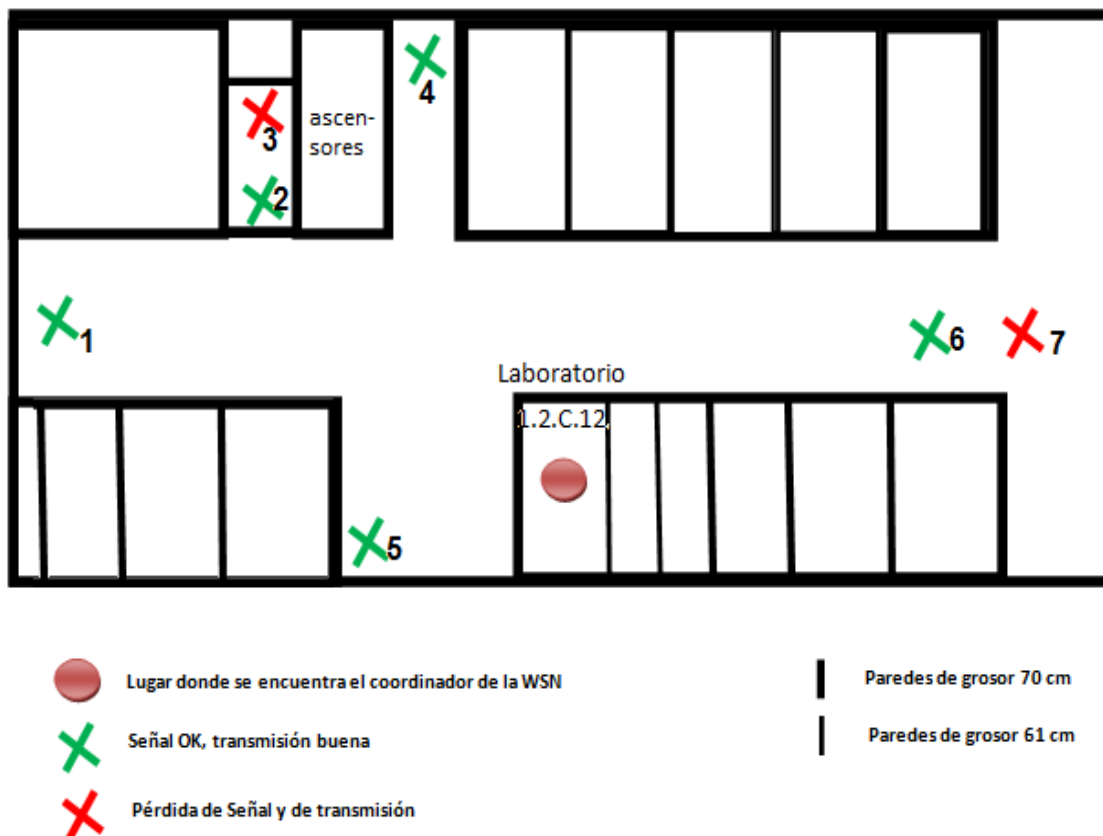 4
3
ascen-
sores
2
1
6
7
Laboratorio
1.2.C.12
5
Lugar donde se encuentra el coordinador de la WSN
Paredes de grosor 70 cm
Señal OK, transmisión buena
Paredes de grosor 61 cm
Pérdida de Señal y de transmisión